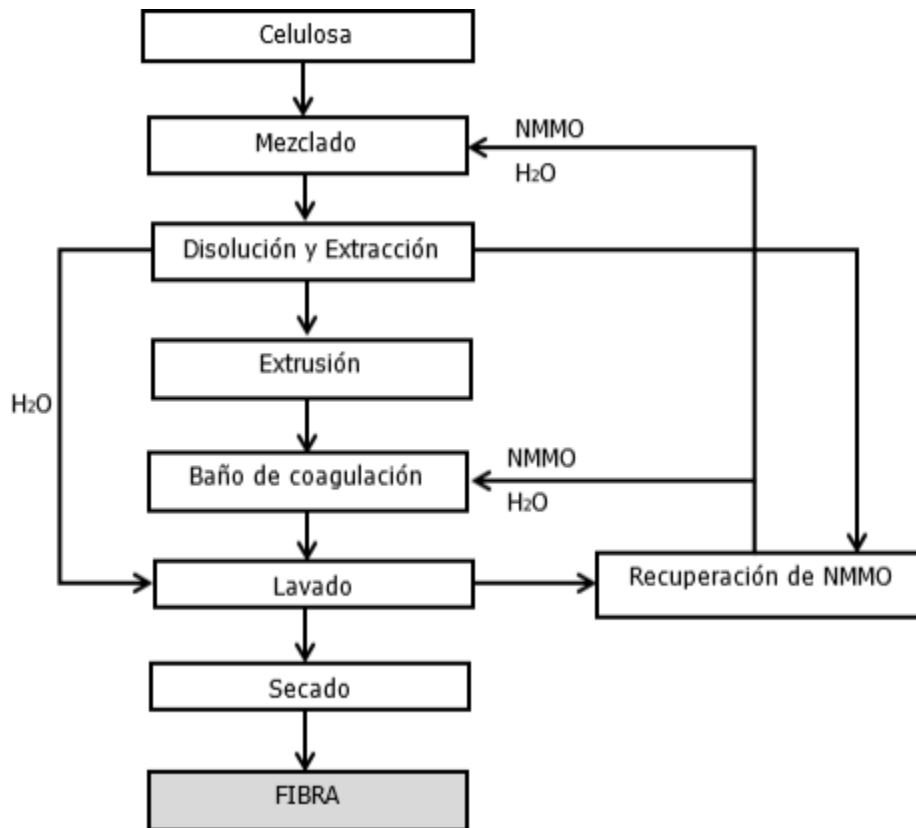 Celulosa
NMMO
Mezclado
H₂O
Disolución y Extracción
Extrusión
H₂O
NMMO
Baño de coagulación
H₂O
Recuperación de NMMO
Lavado
Secado
FIBRA